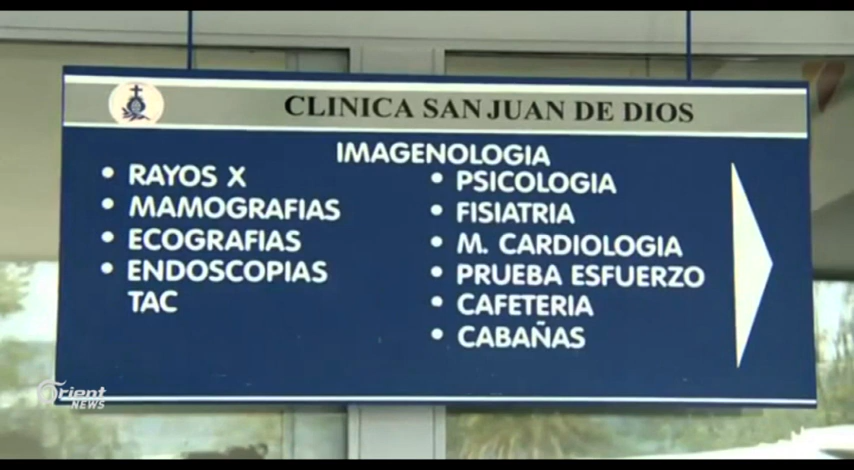 CLINICA SAN JUAN DE DIOS
IMAGENOLOGIA
• RAYOS X
• MAMOGRAFIAS
• ECOGRAFIAS
• ENDOSCOPIAS
TAC
• PSICOLOGIA
• FISIATRIA
• M. CARDIOLOGIA
• PRUEBA ESFUERZO
• CAFETERIA
• CABAÑAS
Orient
NEWS